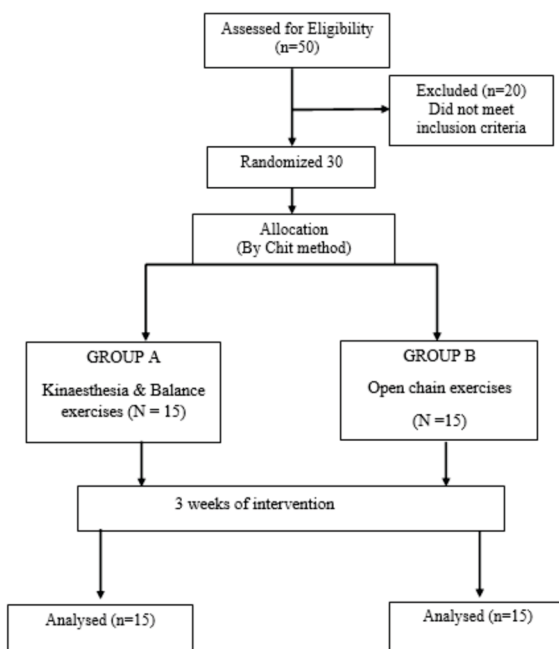 Assessed for Eligibility
(n=50)
Excluded (n=20)
Did not meet
inclusion criteria
Randomized 30
Allocation
(By Chit method)
GROUP A
Kinaesthesia & Balance
exercises (N = 15)
GROUP B
Open chain exercises
(N =15)
3 weeks of intervention
Analysed (n=15)
Analysed (n=15)